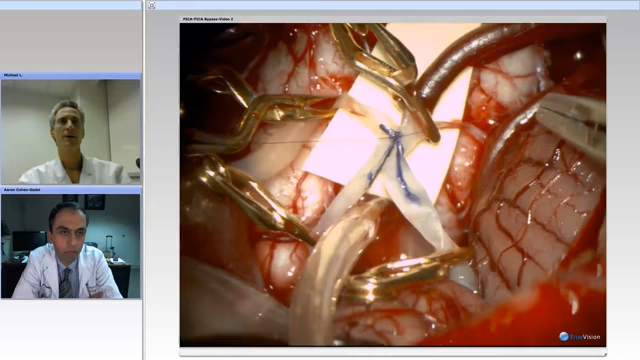 PICA-PICA Bypass-Video 2
Michael L.
Aaron Cohen-Gadol
TrueVision